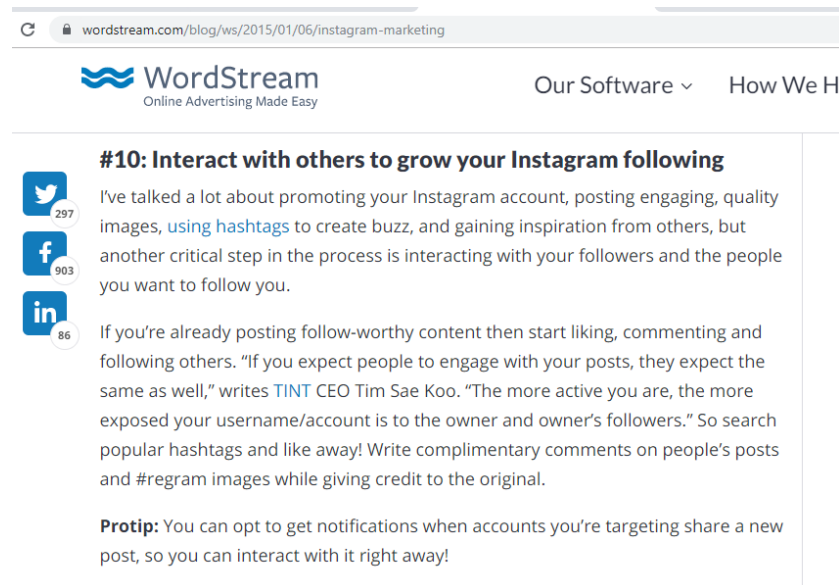 wordstream.com/blog/ws/2015/01/06/instagram-marketing
WordStream
Online Advertising Made Easy
Our Software
How We H
#10: Interact with others to grow your Instagram following
I've talked a lot about promoting your Instagram account, posting engaging, quality
images, using hashtags to create buzz, and gaining inspiration from others, but
another critical step in the process is interacting with your followers and the people
you want to follow you.
297
903
in
86
If you're already posting follow-worthy content then start liking, commenting and
following others. “If you expect people to engage with your posts, they expect the
same as well,” writes TINT CEO Tim Sae Koo. “The more active you are, the more
exposed your username/account is to the owner and owner's followers.” So search
popular hashtags and like away! Write complimentary comments on people's posts
and #regram images while giving credit to the original.
Protip: You can opt to get notifications when accounts you're targeting share a new
post, so you can interact with it right away!